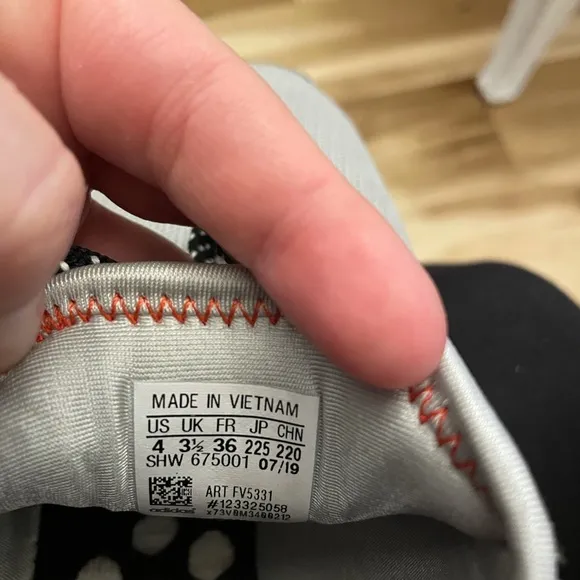 MADE IN VIETNAM
US UK FR JP CHN
4 3½ 36 225 220
SHW 675001 07/19
ART FV5331
#123325058
adidas